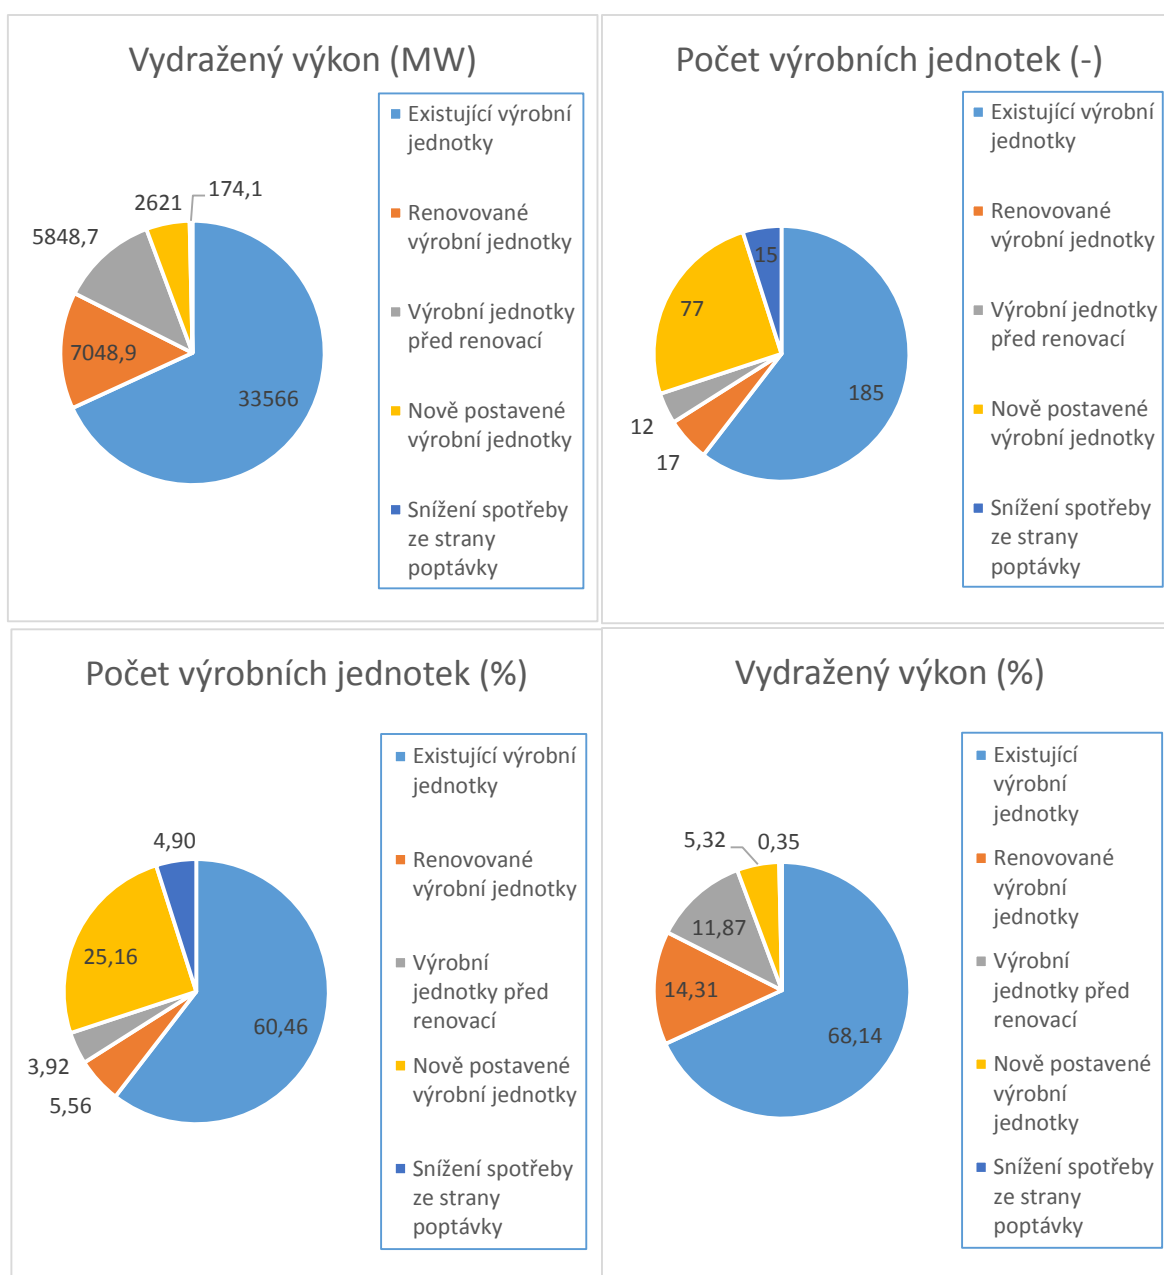 Vydražený výkon (MW)
Existující výrobní
jednotky
Renovované
výrobní jednotky
Výrobní jednotky
před renovací
Nově postavené
výrobní jednotky
Snížení spotřeby
ze strany
poptávky
174,1
2621
5848,7
7048,9
33566
Počet výrobních jednotek (-)
Existující výrobní
jednotky
Renovované
výrobní jednotky
Výrobní jednotky
před renovací
Nově postavené
výrobní jednotky
Snížení spotřeby
ze strany
poptávky
15
77
185
12
17
Počet výrobních jednotek (%)
Existující výrobní
jednotky
Renovované
výrobní jednotky
Výrobní
jednotky před
renovací
Nově postavené
výrobní jednotky
Snížení spotřeby
ze strany
poptávky
4,90
25,16
60,46
3,92
5,56
Vydražený výkon (%)
Existující
výrobní
jednotky
Renovované
výrobní
jednotky
Výrobní
jednotky před
renovací
Nově postavené
výrobní
jednotky
Snížení spotřeby
ze strany
poptávky
5,32
0,35
11,87
14,31
68,14